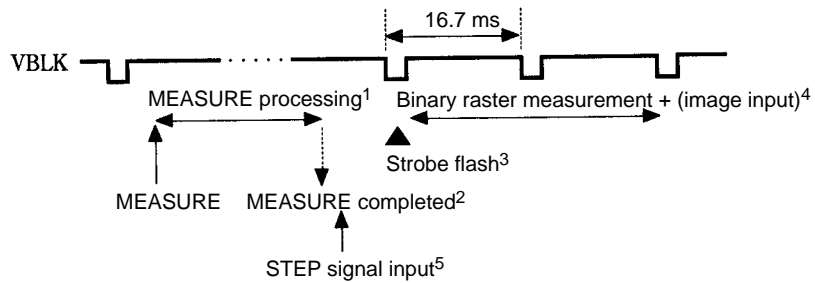 16.7 ms
VBLK
MEASURE processing¹
Binary raster measurement + (image input)⁴
Strobe flash³
MEASURE
MEASURE completed²
STEP signal input⁵